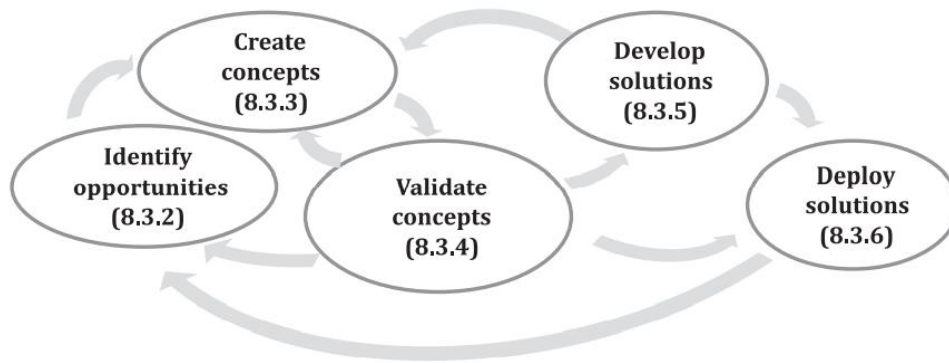 Create
concepts
(8.3.3)
Develop
solutions
(8.3.5)
Identify
opportunities
(8.3.2)
Validate
concepts
(8.3.4)
Deploy
solutions
(8.3.6)